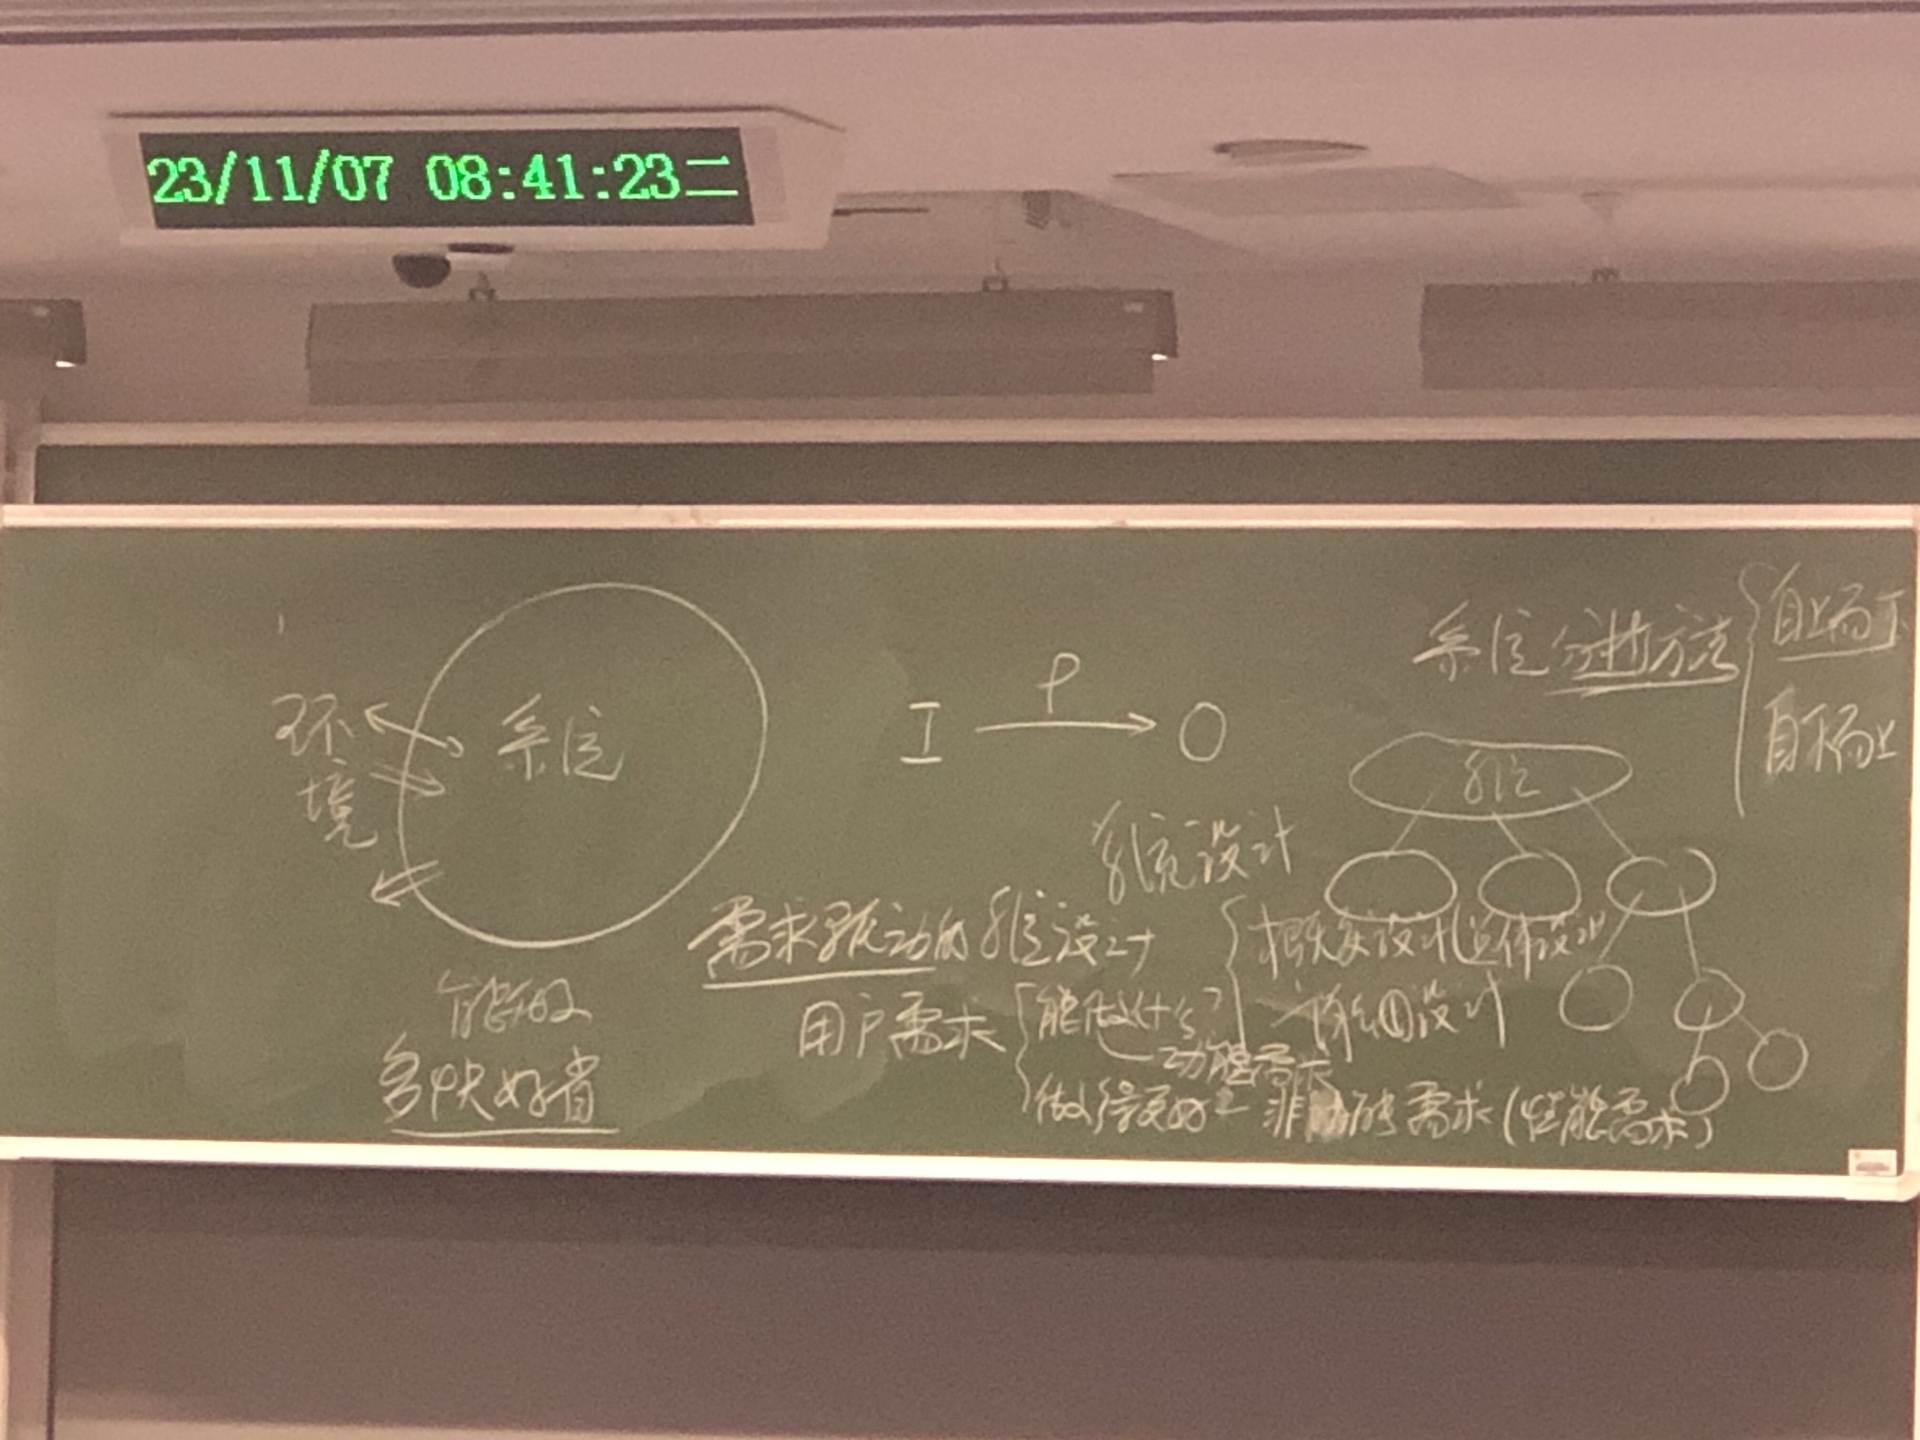 23/11/07 08:41:23二
环境
系统
能做
多快好省
I P O
系统分析方法
自上而下
自下而上
系统
系统设计
需求驱动的系统设计
概要设计(总体设计
详细设计
用户需求
能做什么?
功能需求
做得更好 非功能需求(性能需求)